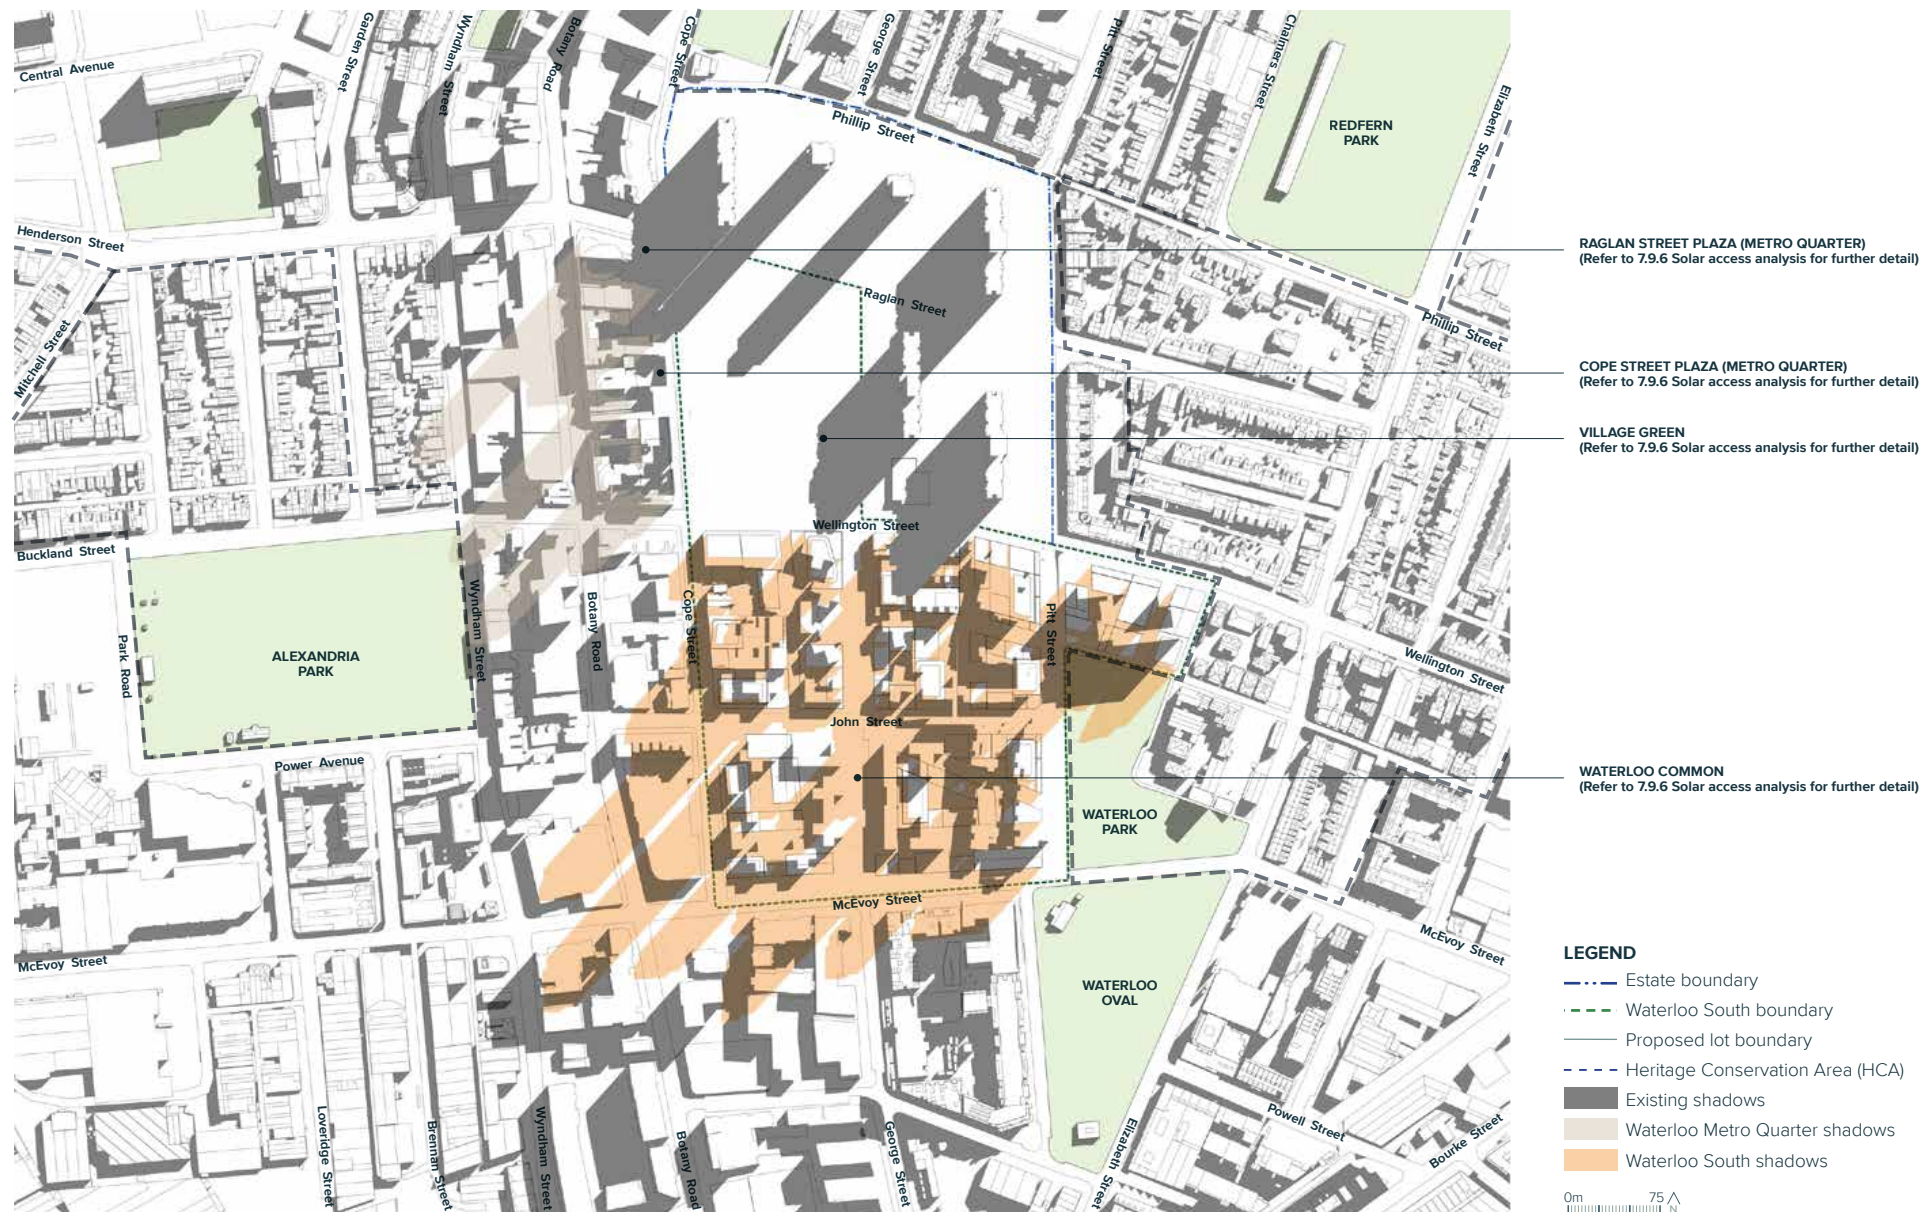 Central Avenue
Garden Street
Wyndham Street
Botany Road
Cope Street
George Street
Pitt Street
Chalmers Street
Elizabeth Street
Phillip Street
REDFERN
PARK
Henderson Street
Mitchell Street
Raglan Street
Phillip Street
RAGLAN STREET PLAZA (METRO QUARTER)
(Refer to 7.9.6 Solar access analysis for further detail)
COPE STREET PLAZA (METRO QUARTER)
(Refer to 7.9.6 Solar access analysis for further detail)
VILLAGE GREEN
(Refer to 7.9.6 Solar access analysis for further detail)
Wellington Street
Buckland Street
Park Road
ALEXANDRIA
PARK
Wyndham Street
Botany Road
Cope Street
Pitt Street
Wellington Street
John Street
Power Avenue
WATERLOO COMMON
(Refer to 7.9.6 Solar access analysis for further detail)
WATERLOO
PARK
McEvoy Street
McEvoy Street
McEvoy Street
WATERLOO
OVAL
Loveridge Street
Brennan Street
Wyndham Street
Botany Road
George Street
Elizabeth Street
Powell Street
Bourke Street
LEGEND
Estate boundary
Waterloo South boundary
Proposed lot boundary
Heritage Conservation Area (HCA)
Existing shadows
Waterloo Metro Quarter shadows
Waterloo South shadows
0m 75
N